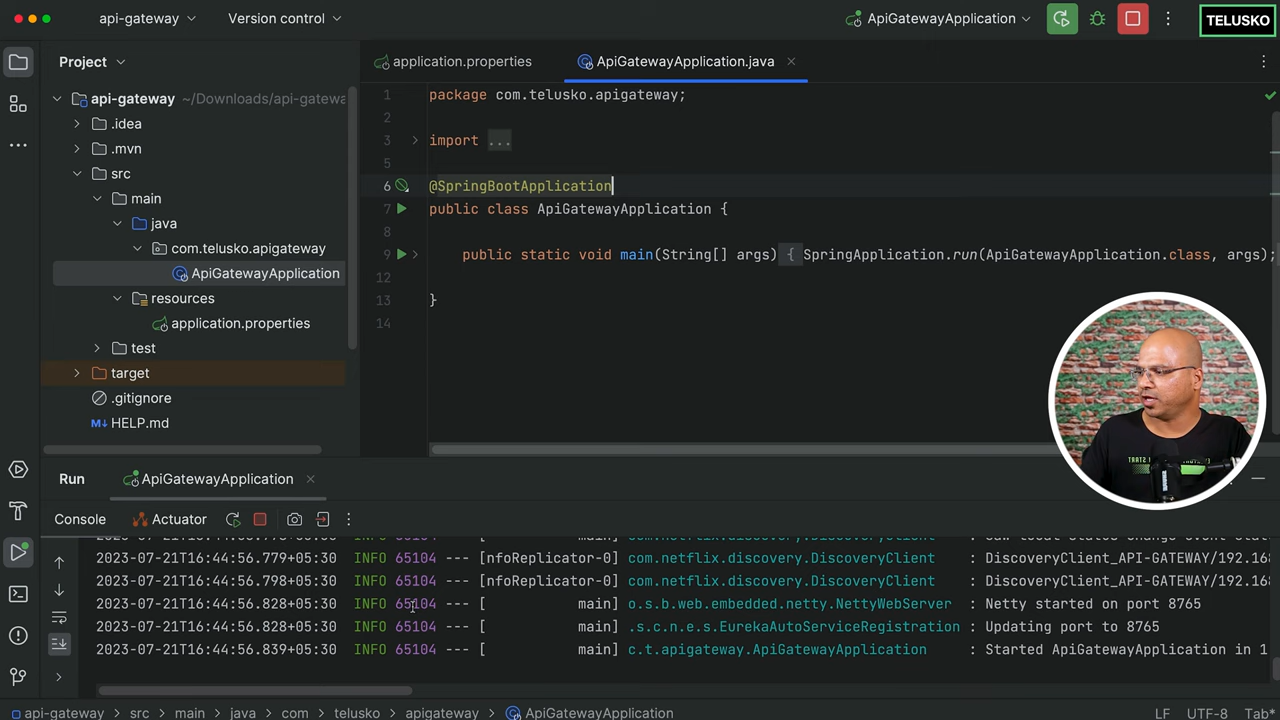 api-gateway
Version control
ApiGatewayApplication
TELUSKO
Project
application.properties
ApiGatewayApplication.java
api-gateway ~/Downloads/api-gatewa
.idea
.mvn
src
main
java
com.telusko.apigateway
ApiGatewayApplication
resources
application.properties
test
target
.gitignore
HELP.md
1 package com.telusko.apigateway;
2
3 import ...
5
6 @SpringBootApplication
7 public class ApiGatewayApplication {
8
9 public static void main(String[] args) { SpringApplication.run(ApiGatewayApplication.class, args);
12
13 }
14
Run ApiGatewayApplication
Console Actuator
2023-07-21T16:44:56.779+05:30 INFO 65104 --- [nfoReplicator-0] com.netflix.discovery.DiscoveryClient : DiscoveryClient_API-GATEWAY/192.168
2023-07-21T16:44:56.798+05:30 INFO 65104 --- [nfoReplicator-0] com.netflix.discovery.DiscoveryClient : DiscoveryClient_API-GATEWAY/192.168
2023-07-21T16:44:56.828+05:30 INFO 65104 --- [ main] o.s.b.web.embedded.netty.NettyWebServer : Netty started on port 8765
2023-07-21T16:44:56.828+05:30 INFO 65104 --- [ main] .s.c.n.e.s.EurekaAutoServiceRegistration : Updating port to 8765
2023-07-21T16:44:56.839+05:30 INFO 65104 --- [ main] c.t.apigateway.ApiGatewayApplication : Started ApiGatewayApplication in 1
api-gateway > src > main > java > com > telusko > apigateway > ApiGatewayApplication
LF UTF-8 Tab*